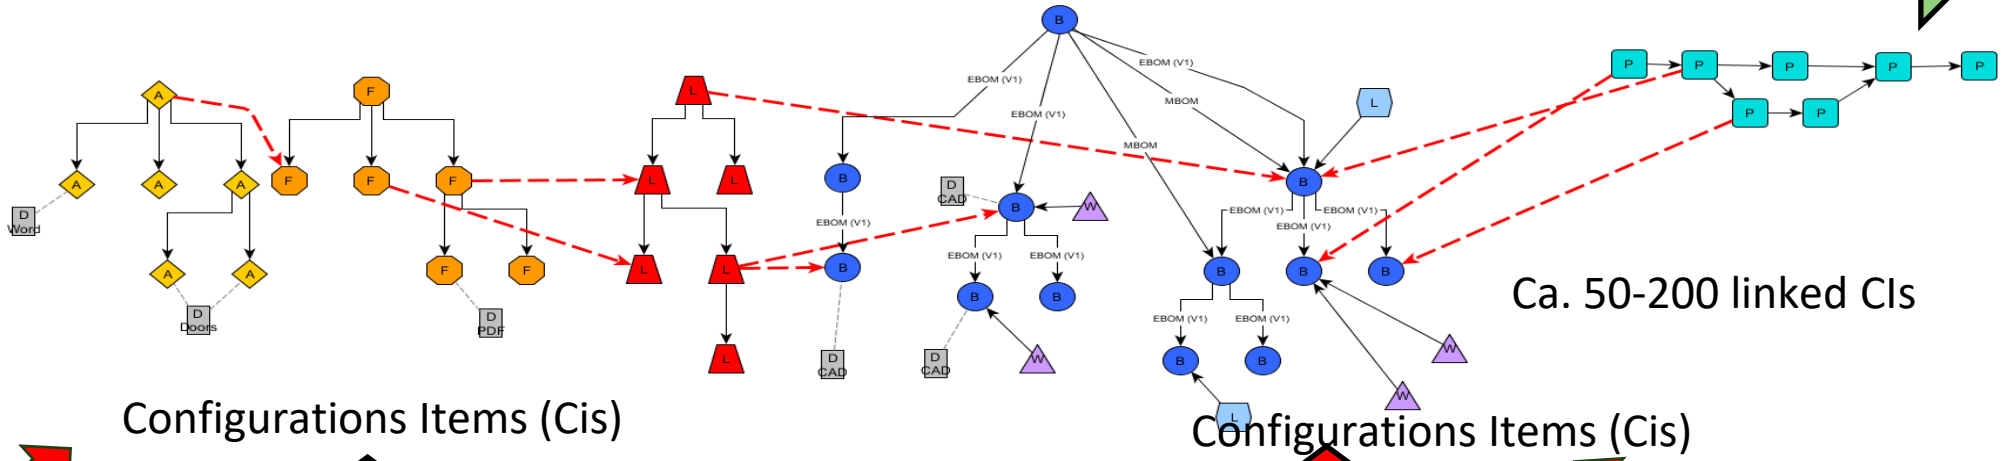 B
P P P P P
EBOM (V1)
EBOM (V1)
A
F
L
MBOM
L
EBOM (V1)
P P
MBOM
A A A
F F F
L L
B
B
D
CAD
B
W
D
Word
EBOM (V1)
EBOM (V1) EBOM (V1)
EBOM (V1)
EBOM (V1) EBOM (V1)
A A
F F
L L
B
B B B
B B
Ca. 50-200 linked CIs
D
Doors
D
PDF
EBOM (V1) EBOM (V1)
L
D
CAD
D
CAD
W
B B
W
W
L
Configurations Items (Cis)
Configurations Items (Cis)